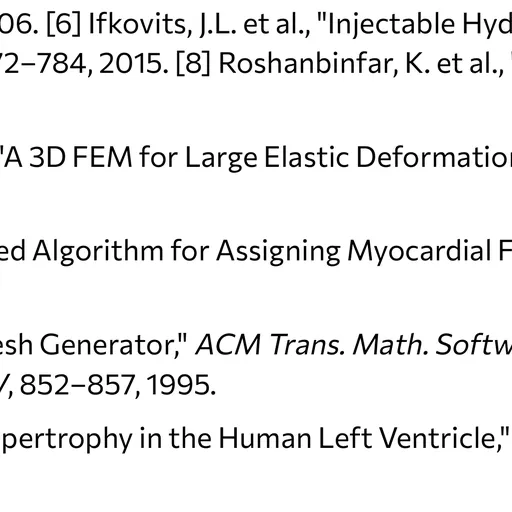 06. [6] Ifkovits, J.L. et al., "Injectable Hyd
72–784, 2015. [8] Roshanbinfar, K. et al., "
"A 3D FEM for Large Elastic Deformation
ed Algorithm for Assigning Myocardial F
esh Generator," ACM Trans. Math. Softw
, 852–857, 1995.
pertrophy in the Human Left Ventricle,"